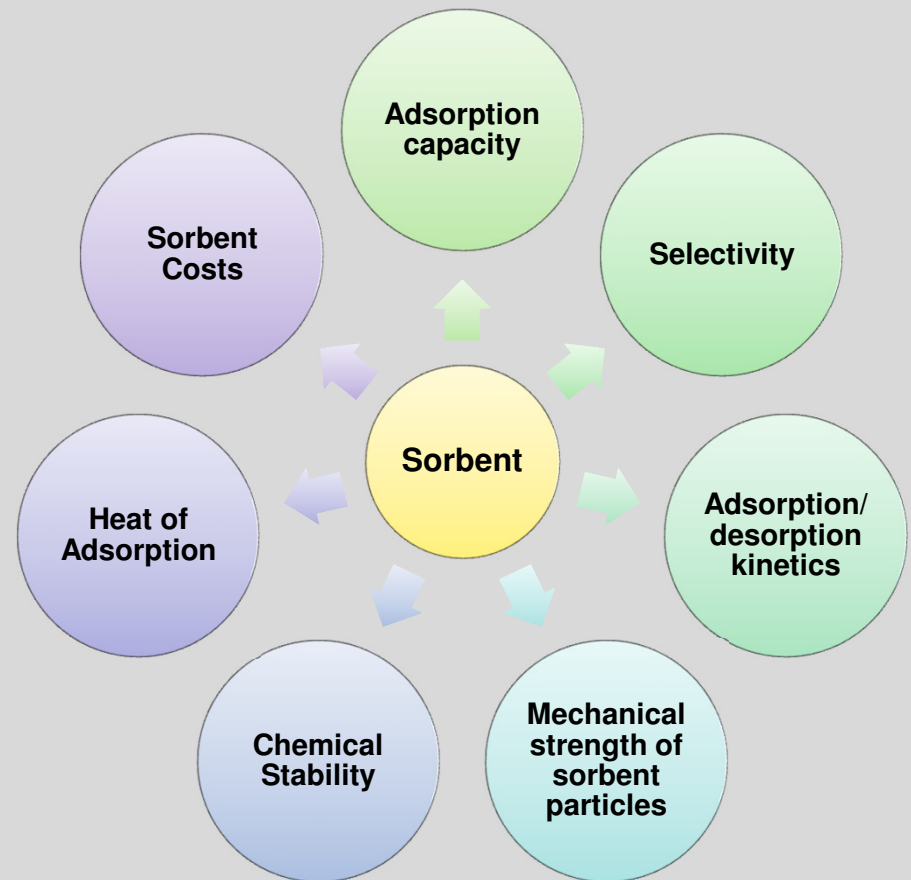 Adsorption
capacity
Selectivity
Adsorption/
desorption
kinetics
Mechanical
strength of
sorbent
particles
Chemical
Stability
Heat of
Adsorption
Sorbent
Costs
Sorbent